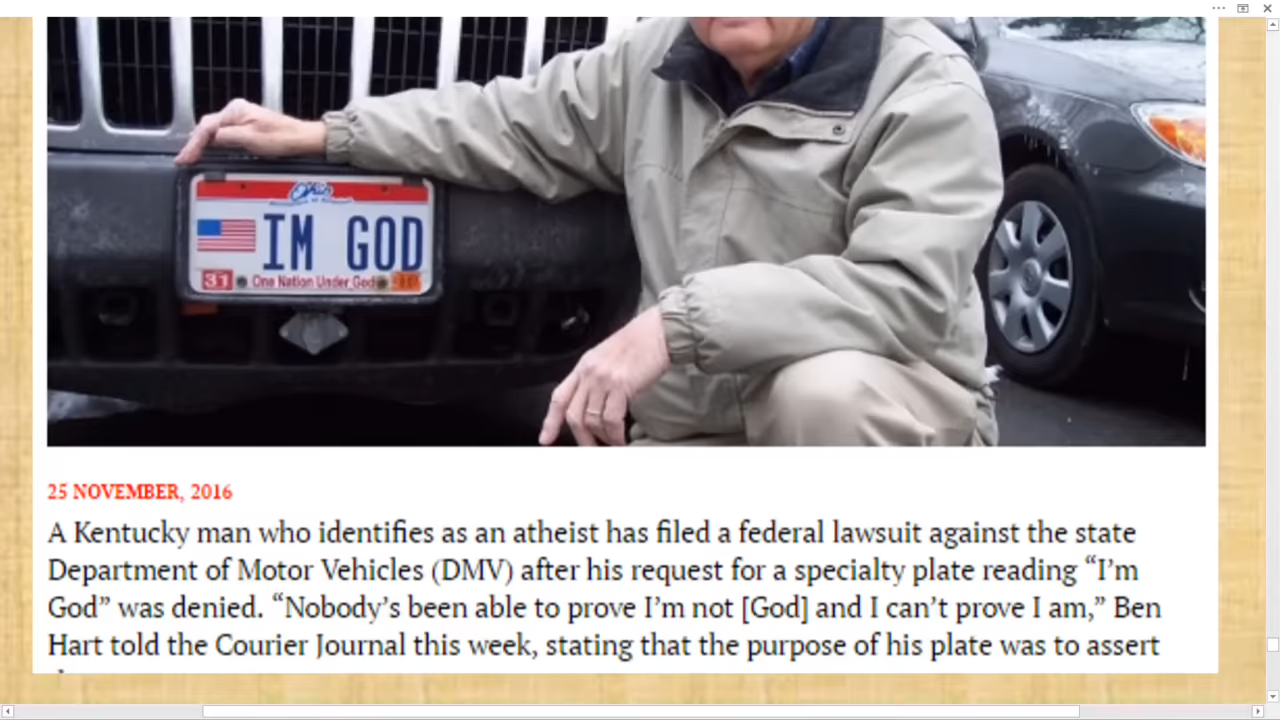 Ohio
IM GOD
31
One Nation Under God
25 NOVEMBER, 2016
A Kentucky man who identifies as an atheist has filed a federal lawsuit against the state
Department of Motor Vehicles (DMV) after his request for a specialty plate reading “I’m
God” was denied. “Nobody’s been able to prove I’m not [God] and I can’t prove I am,” Ben
Hart told the Courier Journal this week, stating that the purpose of his plate was to assert